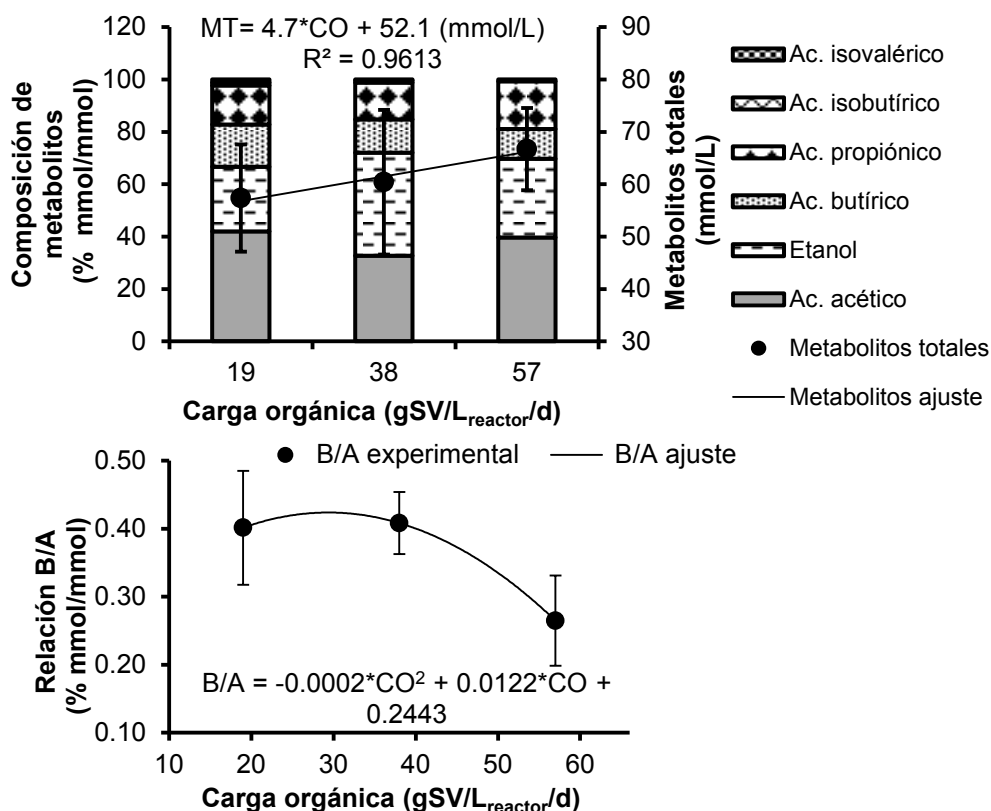 MT= 4.7*CO + 52.1 (mmol/L)
R² = 0.9613
Composición de
metabolitos
(% mmol/mmol)
120
100
80
60
40
20
0
90
80
70
60
50
40
30
Metabolitos totales
(mmol/L)
19
38
57
Carga orgánica (gSV/Lreactor/d)
Ac. isovalérico
Ac. isobutírico
Ac. propiónico
Ac. butírico
Etanol
Ac. acético
Metabolitos totales
Metabolitos ajuste
B/A experimental
B/A ajuste
Relación B/A
(% mmol/mmol)
0.50
0.40
0.30
0.20
0.10
B/A = -0.0002*CO² + 0.0122*CO +
0.2443
10
20
30
40
50
60
Carga orgánica (gSV/Lreactor/d)